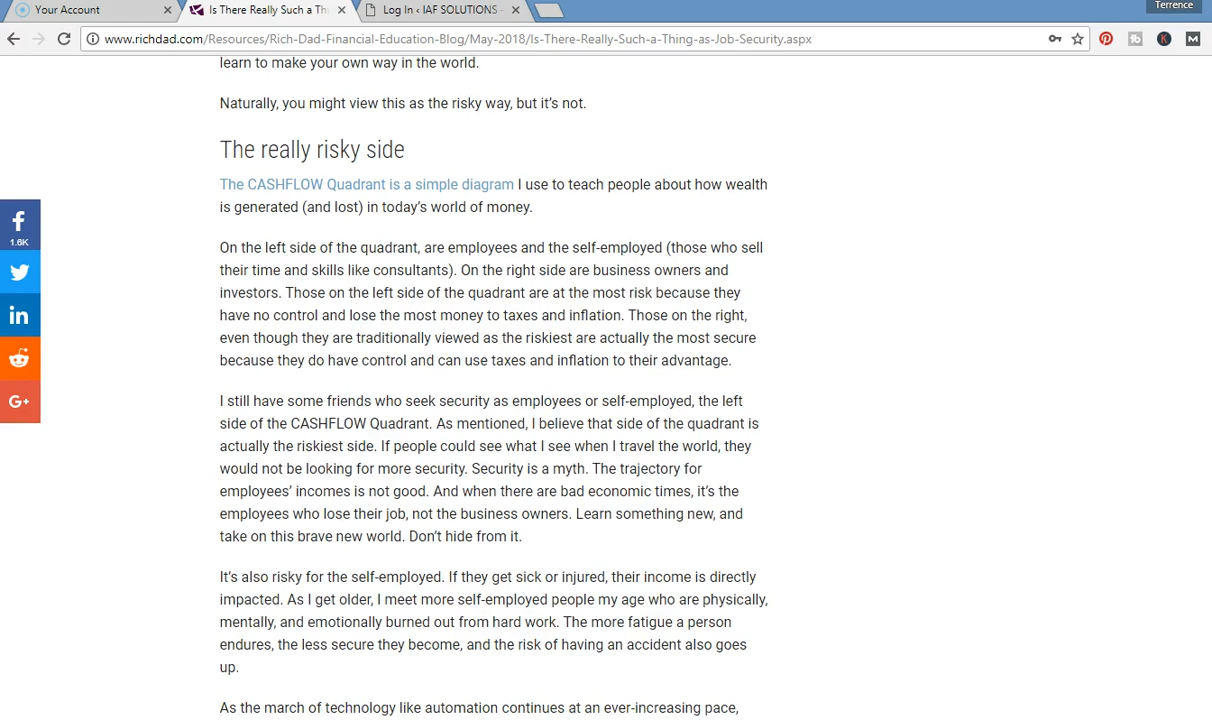 Your Account
Is There Really Such a Th
Log In ‹ IAF SOLUTIONS -
Terrence
www.richdad.com/Resources/Rich-Dad-Financial-Education-Blog/May-2018/Is-There-Really-Such-a-Thing-as-Job-Security.aspx
learn to make your own way in the world.
Naturally, you might view this as the risky way, but it’s not.
The really risky side
The CASHFLOW Quadrant is a simple diagram I use to teach people about how wealth
is generated (and lost) in today’s world of money.
On the left side of the quadrant, are employees and the self-employed (those who sell
their time and skills like consultants). On the right side are business owners and
investors. Those on the left side of the quadrant are at the most risk because they
have no control and lose the most money to taxes and inflation. Those on the right,
even though they are traditionally viewed as the riskiest are actually the most secure
because they do have control and can use taxes and inflation to their advantage.
I still have some friends who seek security as employees or self-employed, the left
side of the CASHFLOW Quadrant. As mentioned, I believe that side of the quadrant is
actually the riskiest side. If people could see what I see when I travel the world, they
would not be looking for more security. Security is a myth. The trajectory for
employees’ incomes is not good. And when there are bad economic times, it’s the
employees who lose their job, not the business owners. Learn something new, and
take on this brave new world. Don’t hide from it.
It’s also risky for the self-employed. If they get sick or injured, their income is directly
impacted. As I get older, I meet more self-employed people my age who are physically,
mentally, and emotionally burned out from hard work. The more fatigue a person
endures, the less secure they become, and the risk of having an accident also goes
up.
As the march of technology like automation continues at an ever-increasing pace,
f
1.6K
in
G+